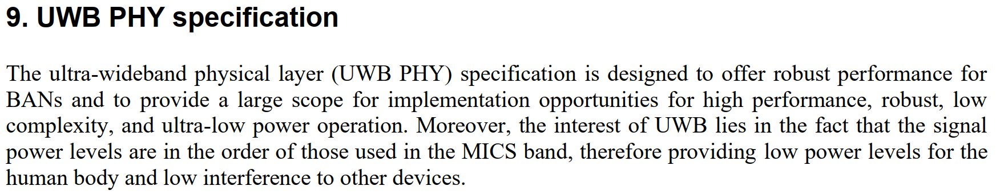 9. UWB PHY specification
The ultra-wideband physical layer (UWB PHY) specification is designed to offer robust performance for
BANs and to provide a large scope for implementation opportunities for high performance, robust, low
complexity, and ultra-low power operation. Moreover, the interest of UWB lies in the fact that the signal
power levels are in the order of those used in the MICS band, therefore providing low power levels for the
human body and low interference to other devices.